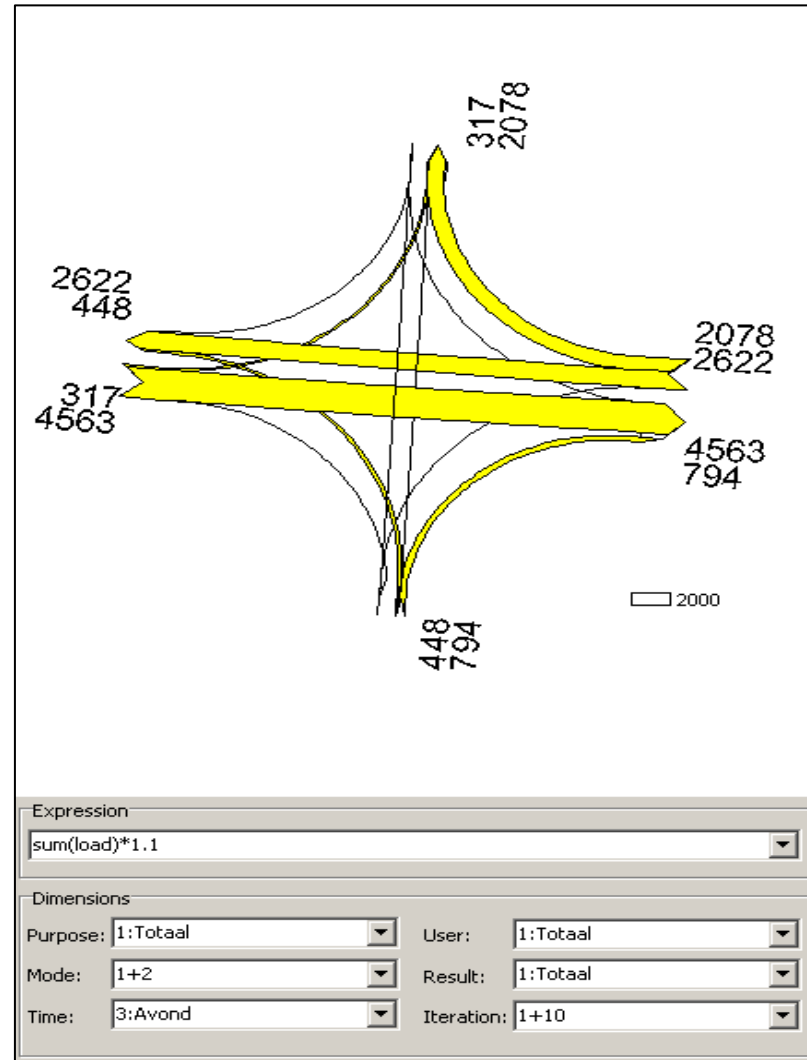 317
2078
2622
448
2078
2622
317
4563
4563
794
2000
448
794
Expression
sum(load)*1.1
Dimensions
Purpose: 1:Totaal User: 1:Totaal
Mode: 1+2 Result: 1:Totaal
Time: 3:Avond Iteration: 1+10